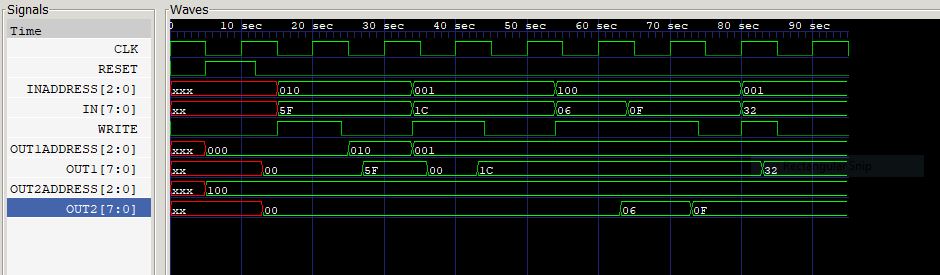 Signals Waves
Time 0 10 sec 20 sec 30 sec 40 sec 50 sec 60 sec 70 sec 80 sec 90 sec
CLK
RESET
INADDRESS[2:0] xxx 010 001 100 001
IN[7:0] xx 5F 1C 06 0F 32
WRITE
OUT1ADDRESS[2:0] xxx 000 010 001
OUT1[7:0] xx 00 5F 00 1C 32
Rectangular Snip
OUT2ADDRESS[2:0] xxx 100
OUT2[7:0] xx 00 06 0F